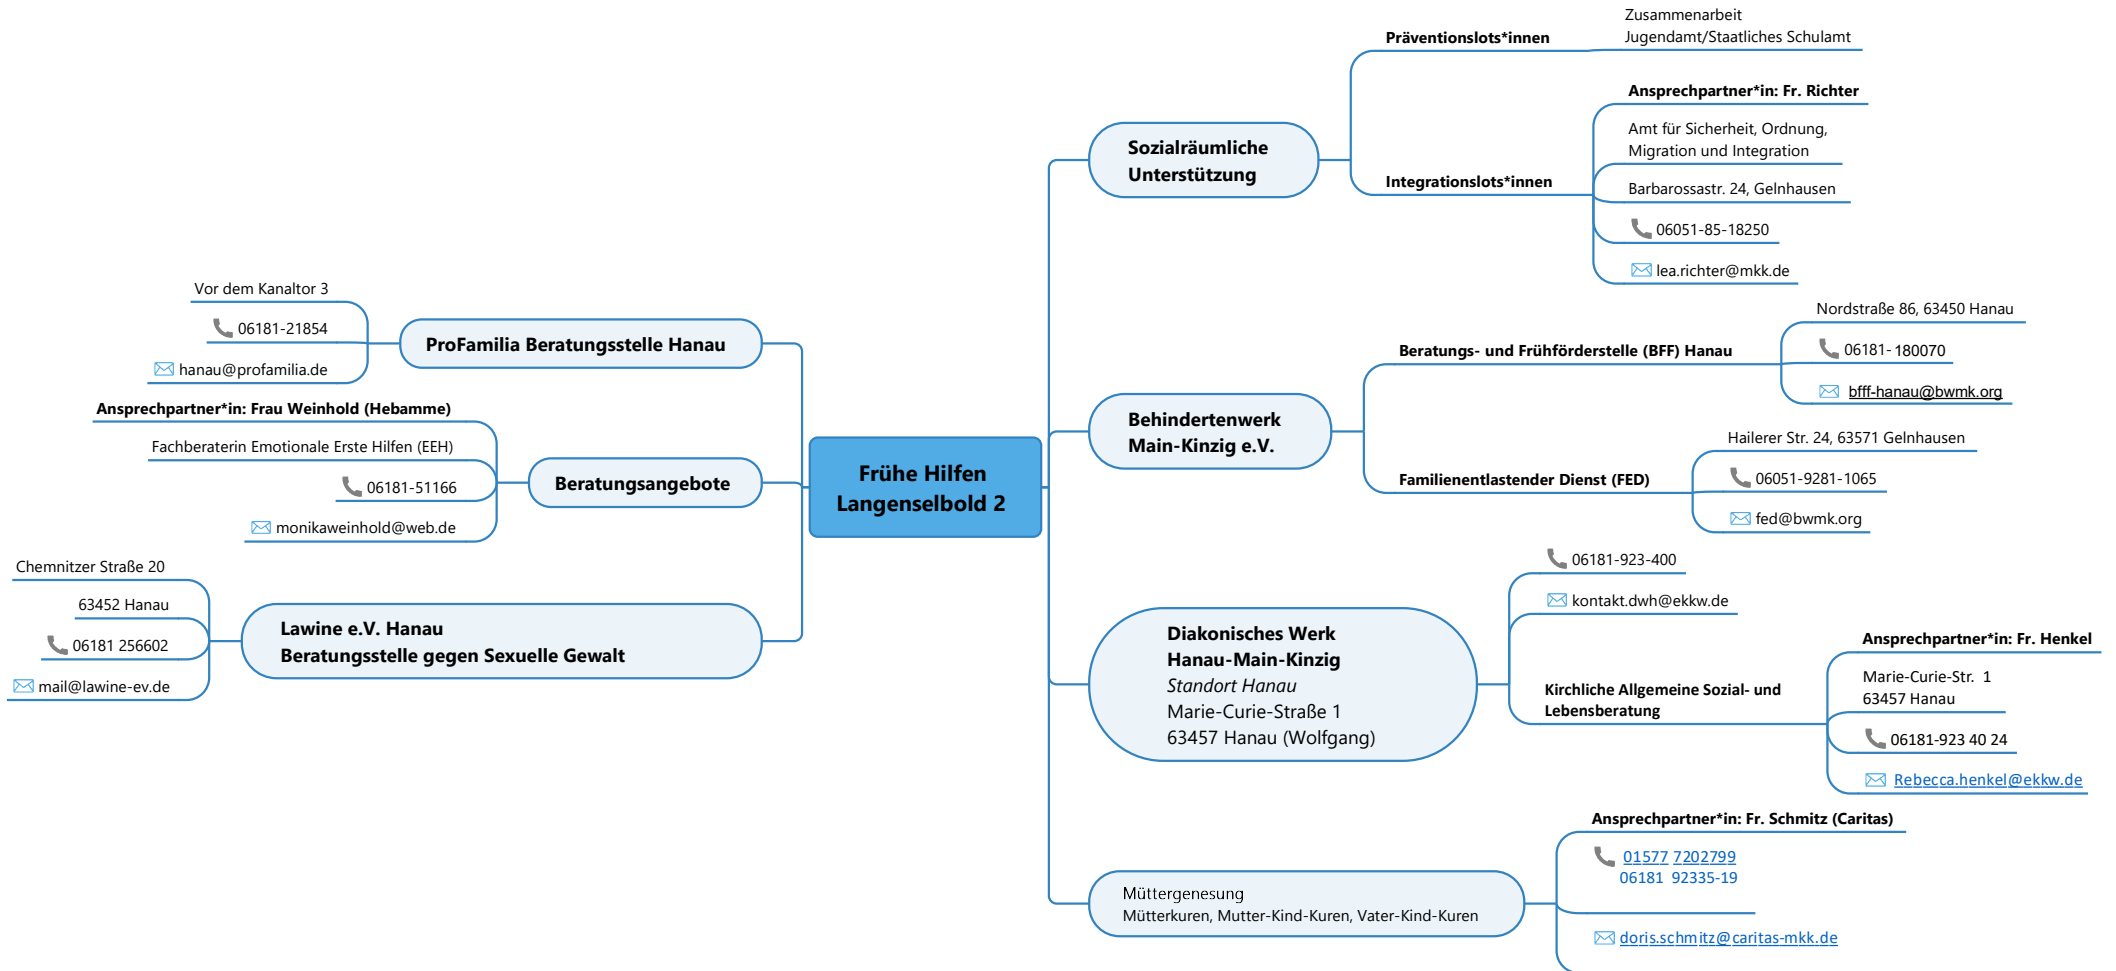 Frühe Hilfen
Langenselbold 2
Sozialräumliche
Unterstützung
Präventionslots*innen
Zusammenarbeit
Jugendamt/Staatliches Schulamt
Integrationslots*innen
Ansprechpartner*in: Fr. Richter
Amt für Sicherheit, Ordnung,
Migration und Integration
Barbarossastr. 24, Gelnhausen
06051-85-18250
lea.richter@mkk.de
Behindertenwerk
Main-Kinzig e.V.
Beratungs- und Frühförderstelle (BFF) Hanau
Nordstraße 86, 63450 Hanau
06181-180070
bfff-hanau@bwmk.org
Familienentlastender Dienst (FED)
Hailerer Str. 24, 63571 Gelnhausen
06051-9281-1065
fed@bwmk.org
Diakonisches Werk
Hanau-Main-Kinzig
Standort Hanau
Marie-Curie-Straße 1
63457 Hanau (Wolfgang)
06181-923-400
kontakt.dwh@ekkw.de
Kirchliche Allgemeine Sozial- und
Lebensberatung
Ansprechpartner*in: Fr. Henkel
Marie-Curie-Str. 1
63457 Hanau
06181-923 40 24
Rebecca.henkel@ekkw.de
Müttergenesung
Mütterkuren, Mutter-Kind-Kuren, Vater-Kind-Kuren
Ansprechpartner*in: Fr. Schmitz (Caritas)
01577 7202799
06181 92335-19
doris.schmitz@caritas-mkk.de
ProFamilia Beratungsstelle Hanau
Vor dem Kanaltor 3
06181-21854
hanau@profamilia.de
Beratungsangebote
Ansprechpartner*in: Frau Weinhold (Hebamme)
Fachberaterin Emotionale Erste Hilfen (EEH)
06181-51166
monikaweinhold@web.de
Lawine e.V. Hanau
Beratungsstelle gegen Sexuelle Gewalt
Chemnitzer Straße 20
63452 Hanau
06181 256602
mail@lawine-ev.de